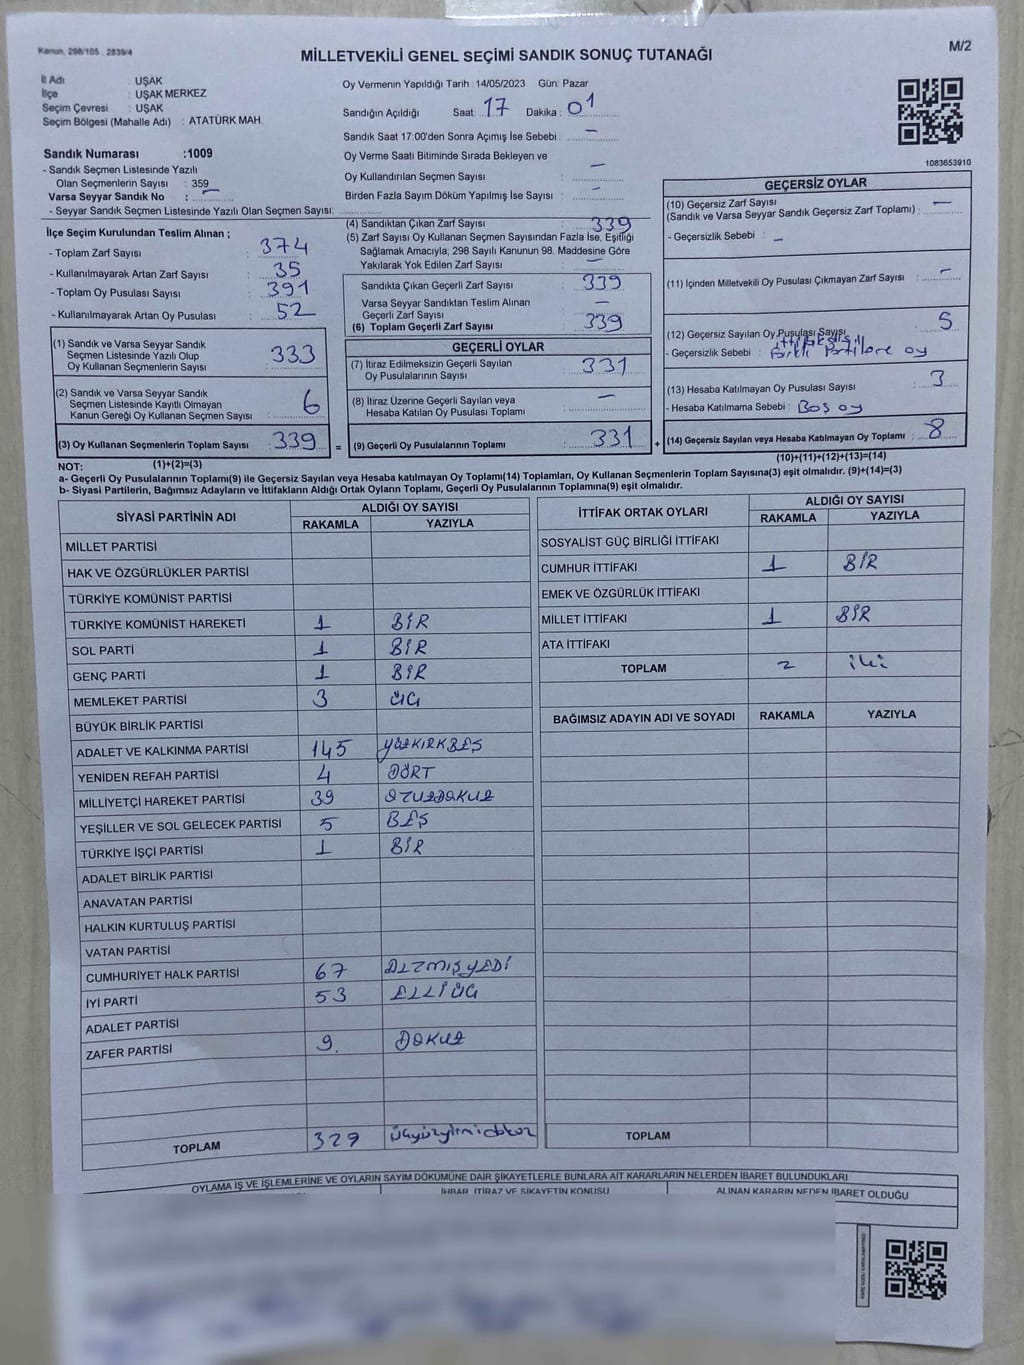 Kanun, 298/105 , 2839/4
MİLLETVEKİLİ GENEL SEÇİMİ SANDIK SONUÇ TUTANAĞI
M/2
İl Adı : UŞAK
İlçe : UŞAK MERKEZ
Seçim Çevresi : UŞAK
Seçim Bölgesi (Mahalle Adı) : ATATÜRK MAH.
Oy Vermenin Yapıldığı Tarih : 14/05/2023 Gün: Pazar
Sandığın Açıldığı Saat 17 Dakika : 01
Sandık Saat 17:00'den Sonra Açımış İse Sebebi : —
Oy Verme Saati Bitiminde Sırada Bekleyen ve
Oy Kullandırılan Seçmen Sayısı : —
Birden Fazla Sayım Döküm Yapılmış İse Sayısı : —
1083653910
Sandık Numarası :1009
- Sandık Seçmen Listesinde Yazılı
Olan Seçmenlerin Sayısı : 359
Varsa Seyyar Sandık No : —
- Seyyar Sandık Seçmen Listesinde Yazılı Olan Seçmen Sayısı:
İlçe Seçim Kurulundan Teslim Alınan ;
- Toplam Zarf Sayısı : 374
- Kullanılmayarak Artan Zarf Sayısı : 35
- Toplam Oy Pusulası Sayısı : 391
- Kullanılmayarak Artan Oy Pusulası : 52
(1) Sandık ve Varsa Seyyar Sandık
Seçmen Listesinde Yazılı Olup
Oy Kullanan Seçmenlerin Sayısı : 333
(2) Sandık ve Varsa Seyyar Sandık
Seçmen Listesinde Kayıtlı Olmayan
Kanun Gereği Oy Kullanan Seçmen Sayısı : 6
(3) Oy Kullanan Seçmenlerin Toplam Sayısı : 339
(4) Sandıktan Çıkan Zarf Sayısı : 339
(5) Zarf Sayısı Oy Kullanan Seçmen Sayısından Fazla İse, Eşitliği
Sağlamak Amacıyla, 298 Sayılı Kanunun 98. Maddesine Göre
Yakılarak Yok Edilen Zarf Sayısı : —
Sandıkta Çıkan Geçerli Zarf Sayısı : 339
Varsa Seyyar Sandıktan Teslim Alınan
Geçerli Zarf Sayısı : —
(6) Toplam Geçerli Zarf Sayısı : 339
GEÇERLİ OYLAR
(7) İtiraz Edilmeksizin Geçerli Sayılan
Oy Pusulalarının Sayısı : 331
(8) İtiraz Üzerine Geçerli Sayılan veya
Hesaba Katılan Oy Pusulası Toplamı : —
= (9) Geçerli Oy Pusulalarının Toplamı : 331 +
GEÇERSİZ OYLAR
(10) Geçersiz Zarf Sayısı
(Sandık ve Varsa Seyyar Sandık Geçersiz Zarf Toplamı) : —
- Geçersizlik Sebebi : —
(11) İçinden Milletvekili Oy Pusulası Çıkmayan Zarf Sayısı : —
(12) Geçersiz Sayılan Oy Pusulası Sayısı : 5
- Geçersizlik Sebebi : Farklı Partilere oy
(13) Hesaba Katılmayan Oy Pusulası Sayısı : 3
- Hesaba Katılmama Sebebi : Boş oy
(14) Geçersiz Sayılan veya Hesaba Katılmayan Oy Toplamı : 8
NOT: (1)+(2)=(3)
(10)+(11)+(12)+(13)=(14)
a- Geçerli Oy Pusulalarının Toplamı(9) ile Geçersiz Sayılan veya Hesaba katılmayan Oy Toplamı(14) Toplamları, Oy Kullanan Seçmenlerin Toplam Sayısına(3) eşit olmalıdır. (9)+(14)=(3)
b- Siyasi Partilerin, Bağımsız Adayların ve İttifakların Aldığı Ortak Oyların Toplamı, Geçerli Oy Pusulalarının Toplamına(9) eşit olmalıdır.
SİYASİ PARTİNİN ADI ALDIĞI OY SAYISI
RAKAMLA YAZIYLA
MİLLET PARTİSİ
HAK VE ÖZGÜRLÜKLER PARTİSİ
TÜRKİYE KOMÜNİST PARTİSİ
TÜRKİYE KOMÜNİST HAREKETİ 1 BİR
SOL PARTİ 1 BİR
GENÇ PARTİ 1 BİR
MEMLEKET PARTİSİ 3 ÜÇ
BÜYÜK BİRLİK PARTİSİ
ADALET VE KALKINMA PARTİSİ 145 YÜZKIRKBEŞ
YENİDEN REFAH PARTİSİ 4 DÖRT
MİLLİYETÇİ HAREKET PARTİSİ 39 OTUZDOKUZ
YEŞİLLER VE SOL GELECEK PARTİSİ 5 BEŞ
TÜRKİYE İŞÇİ PARTİSİ 1 BİR
ADALET BİRLİK PARTİSİ
ANAVATAN PARTİSİ
HALKIN KURTULUŞ PARTİSİ
VATAN PARTİSİ
CUMHURİYET HALK PARTİSİ 67 ALTMIŞYEDİ
İYİ PARTİ 53 ELLİÜÇ
ADALET PARTİSİ
ZAFER PARTİSİ 9. DOKUZ
TOPLAM 329 üçyüzyirmidokuz
İTTİFAK ORTAK OYLARI ALDIĞI OY SAYISI
RAKAMLA YAZIYLA
SOSYALİST GÜÇ BİRLİĞİ İTTİFAKI
CUMHUR İTTİFAKI 1 BİR
EMEK VE ÖZGÜRLÜK İTTİFAKI
MİLLET İTTİFAKI 1 BİR
ATA İTTİFAKI
TOPLAM 2 iki
BAĞIMSIZ ADAYIN ADI VE SOYADI RAKAMLA YAZIYLA
TOPLAM
OYLAMA İŞ VE İŞLEMLERİNE VE OYLARIN SAYIM DÖKÜMÜNE DAİR ŞİKAYETLERLE BUNLARA AİT KARARLARIN NELERDEN İBARET BULUNDUKLARI
İHBAR, İTİRAZ VE ŞİKAYETİN KONUSU ALINAN KARARIN NEDEN İBARET OLDUĞU